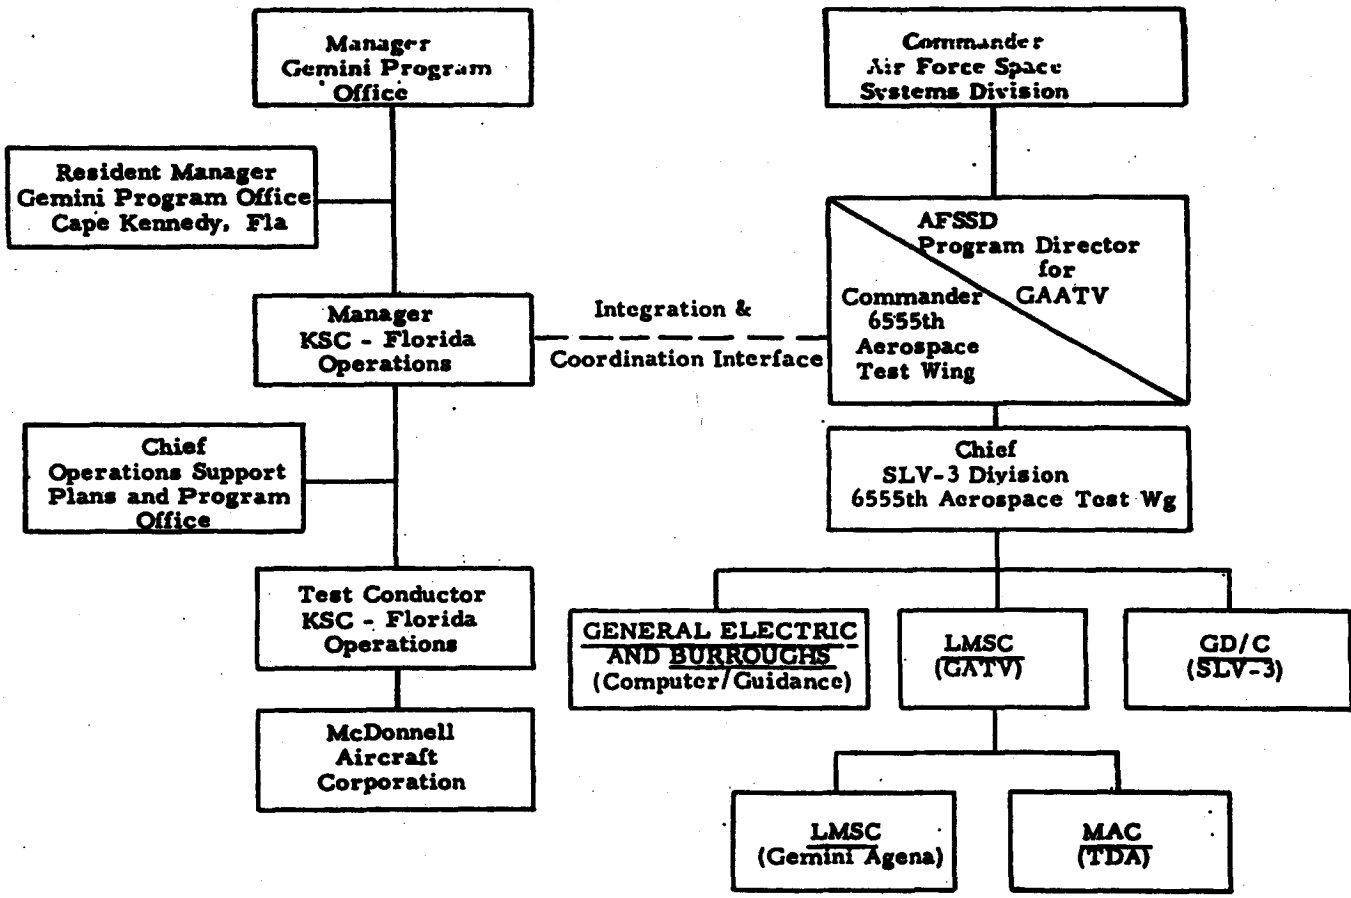 Manager
Gemini Program
Office
Commander
Air Force Space
Systems Division
Resident Manager
Gemini Program Office
Cape Kennedy, Fla
AFSSD
Program Director
for
GAATV
Commander
6555th
Aerospace
Test Wing
Manager
KSC - Florida
Operations
Integration &
Coordination Interface
Chief
Operations Support
Plans and Program
Office
Chief
SLV-3 Division
6555th Aerospace Test Wg
Test Conductor
KSC - Florida
Operations
GENERAL ELECTRIC
AND BURROUGHS
(Computer/Guidance)
LMSC
(GATV)
GD/C
(SLV-3)
McDonnell
Aircraft
Corporation
LMSC
(Gemini Agena)
MAC
(TDA)